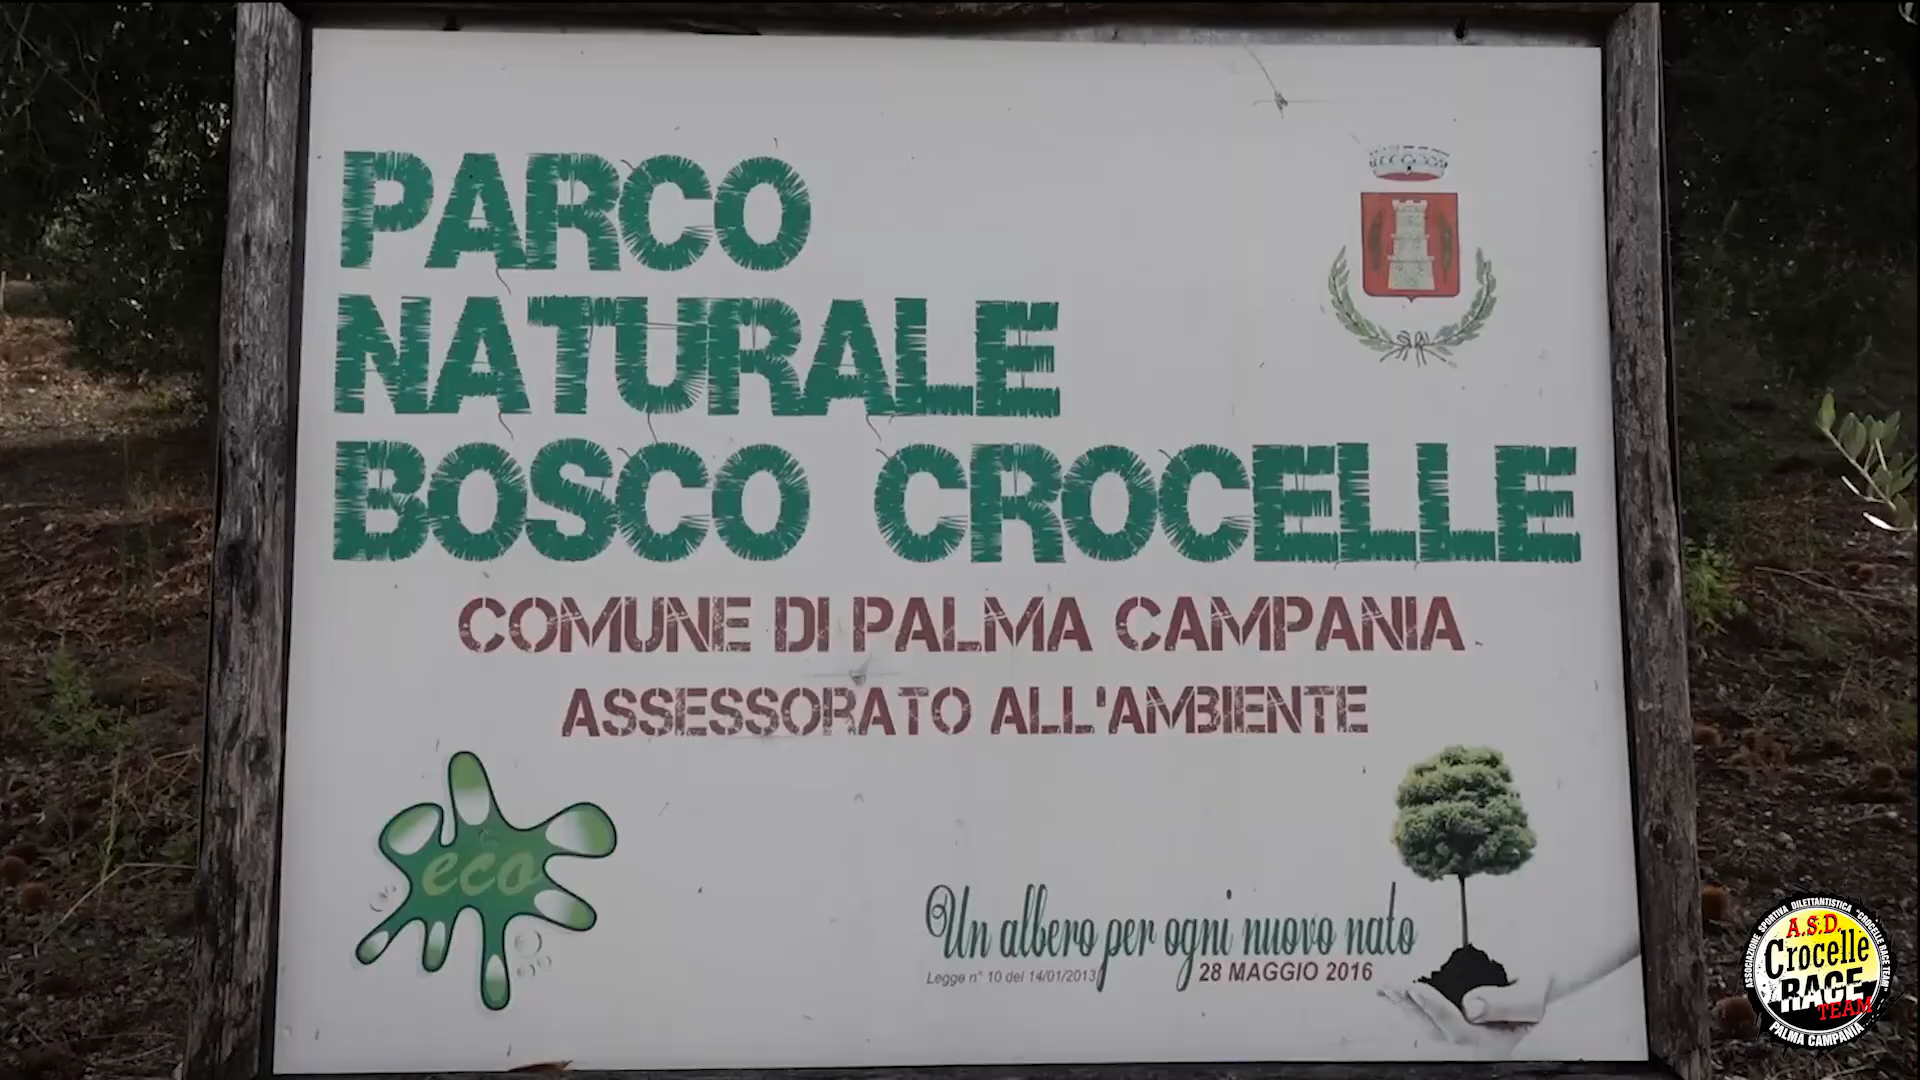 PARCO
NATURALE
BOSCO CROCELLE
COMUNE DI PALMA CAMPANIA
ASSESSORATO ALL'AMBIENTE
eco
Un albero per ogni nuovo nato
Legge n° 10 del 14/01/2013
28 MAGGIO 2016
ASSOCIAZIONE SPORTIVA DILETTANTISTICA "CROCELLE RACE TEAM"
A.S.D.
Crocelle
RACE
TEAM
PALMA CAMPANIA